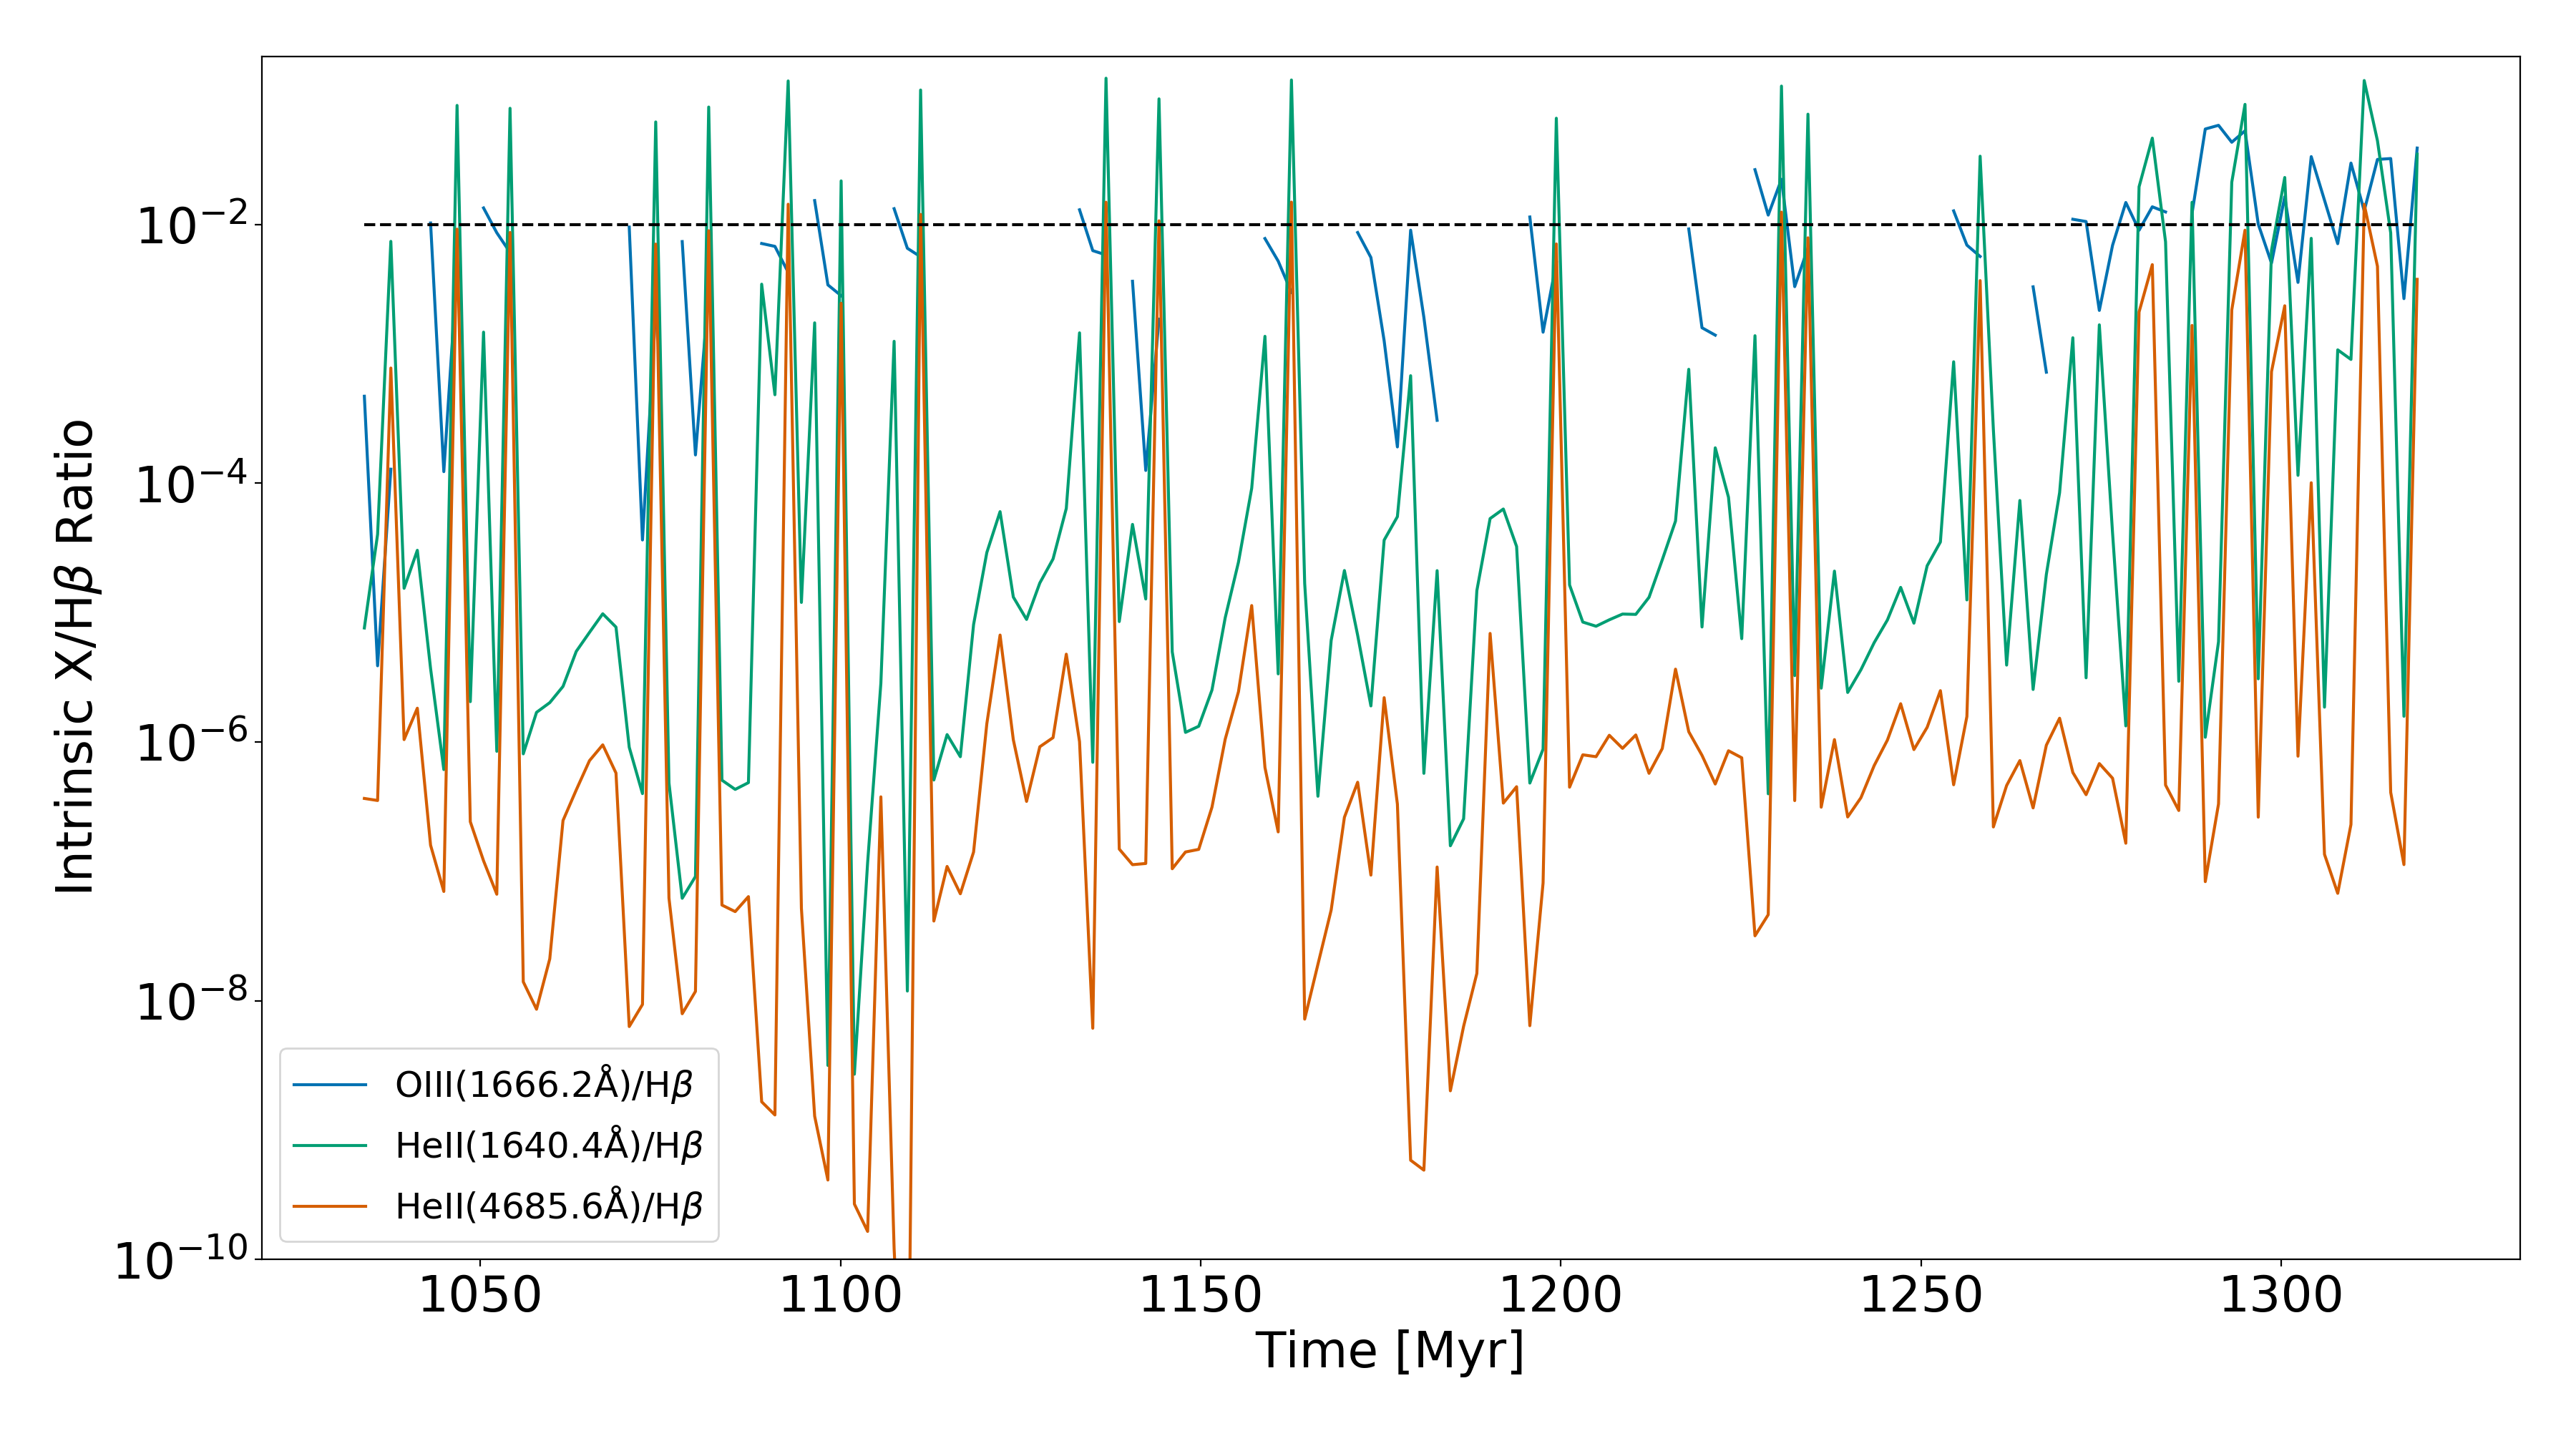 Intrinsic X/Hβ Ratio
10⁻²
10⁻⁴
10⁻⁶
10⁻⁸
10⁻¹⁰
OIII(1666.2Å)/Hβ
HeII(1640.4Å)/Hβ
HeII(4685.6Å)/Hβ
1050 1100 1150 1200 1250 1300
Time [Myr]